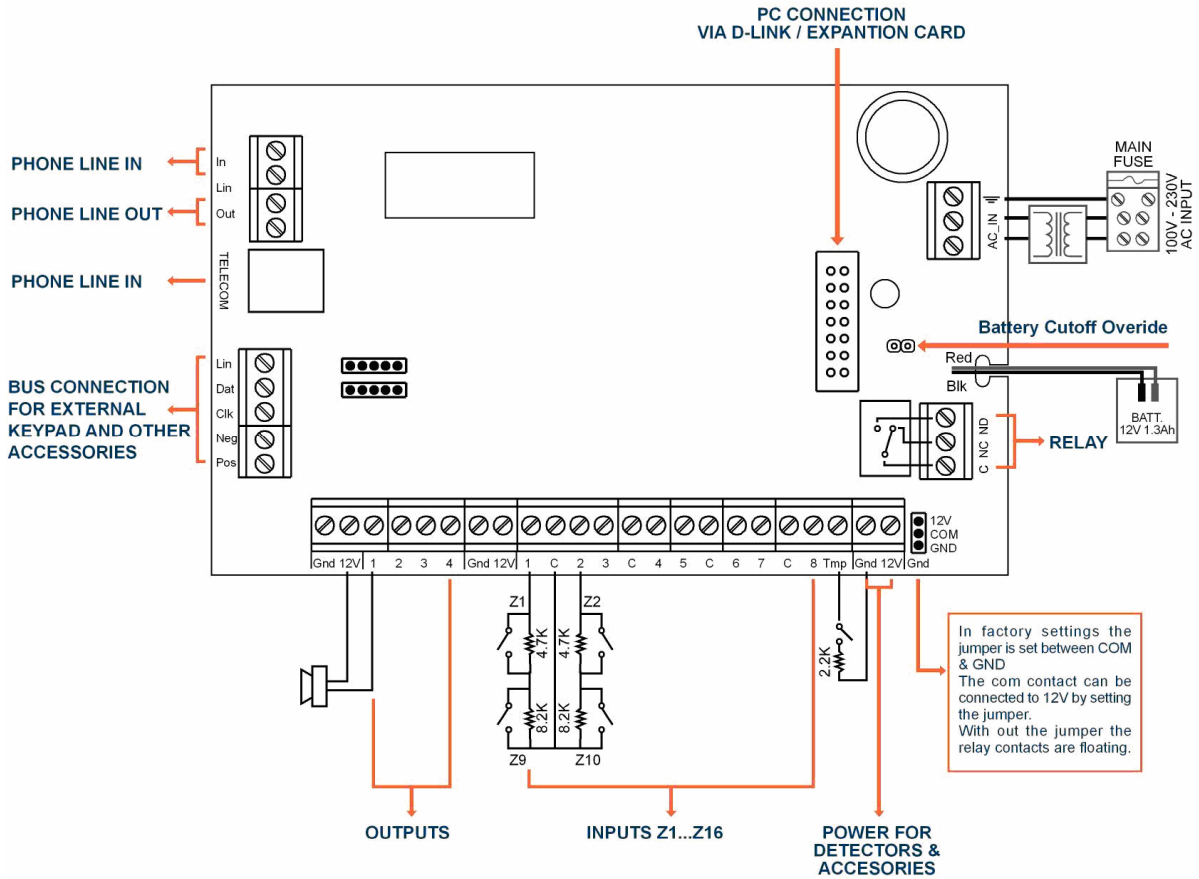 PC CONNECTION
VIA D-LINK / EXPANTION CARD
PHONE LINE IN
In
Lin
PHONE LINE OUT
Out
PHONE LINE IN
TELECOM
MAIN
FUSE
AC_IN
100V - 230V
AC INPUT
Battery Cutoff Overide
Red
Blk
BATT.
12V 1.3Ah
BUS CONNECTION
FOR EXTERNAL
KEYPAD AND OTHER
ACCESSORIES
Lin
Dat
Clk
Neg
Pos
C NC ND
RELAY
12V
COM
GND
Gnd 12V 1 2 3 4 Gnd 12V 1 C 2 3 C 4 5 C 6 7 C 8 Tmp Gnd 12V Gnd
Z1 Z2
4.7K 4.7K
2.2K
8.2K 8.2K
Z9 Z10
In factory settings the
jumper is set between COM
& GND
The com contact can be
connected to 12V by setting
the jumper.
With out the jumper the
relay contacts are floating.
OUTPUTS
INPUTS Z1...Z16
POWER FOR
DETECTORS &
ACCESORIES